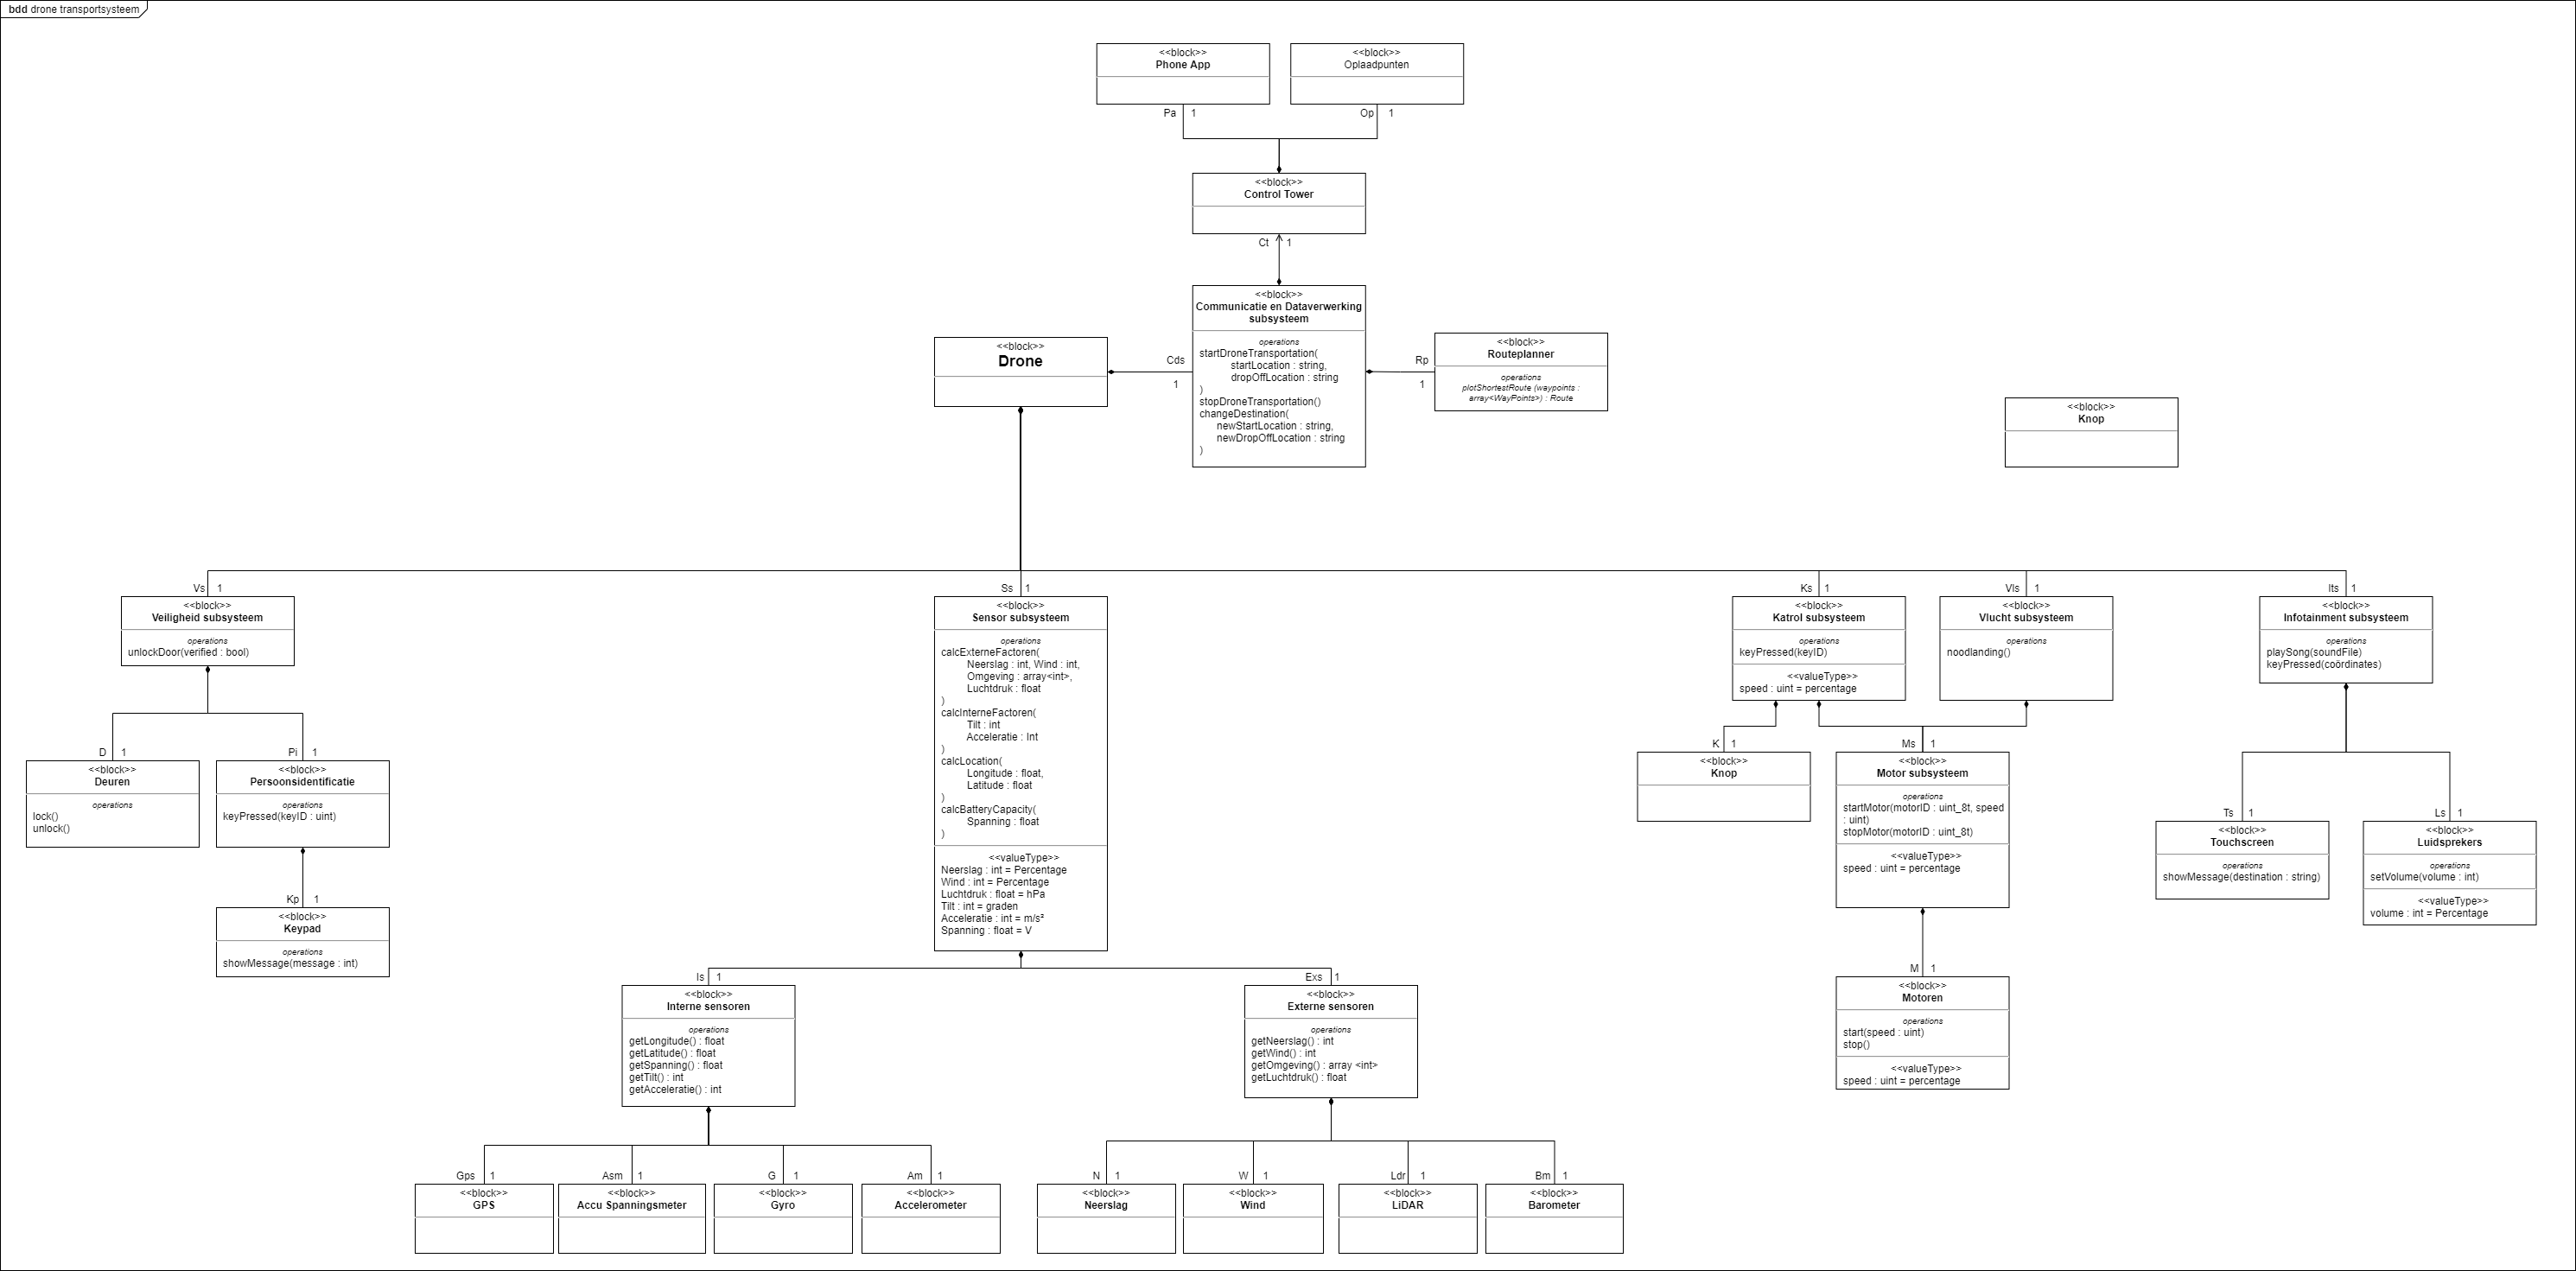 bdd drone transportsysteem
<<block>>
Phone App
<<block>>
Oplaadpunten
Pa 1
Op 1
<<block>>
Control Tower
Ct 1
<<block>>
Communicatie en Dataverwerking
subsysteem
operations
startDroneTransportation(
startLocation : string,
dropOffLocation : string
)
stopDroneTransportation()
changeDestination(
newStartLocation : string,
newDropOffLocation : string
)
<<block>>
Drone
Cds
1
Rp
1
<<block>>
Routeplanner
operations
plotShortestRoute (waypoints :
array<WayPoints>) : Route
<<block>>
Knop
Vs 1
<<block>>
Veiligheid subsysteem
operations
unlockDoor(verified : bool)
D 1
<<block>>
Deuren
operations
lock()
unlock()
Pi 1
<<block>>
Persoonsidentificatie
operations
keyPressed(keyID : uint)
Kp 1
<<block>>
Keypad
operations
showMessage(message : int)
Ss 1
<<block>>
Sensor subsysteem
operations
calcExterneFactoren(
Neerslag : int, Wind : int,
Omgeving : array<int>,
Luchtdruk : float
)
calcInterneFactoren(
Tilt : int
Acceleratie : Int
)
calcLocation(
Longitude : float,
Latitude : float
)
calcBatteryCapacity(
Spanning : float
)
<<valueType>>
Neerslag : int = Percentage
Wind : int = Percentage
Luchtdruk : float = hPa
Tilt : int = graden
Acceleratie : int = m/s²
Spanning : float = V
Is 1
<<block>>
Interne sensoren
operations
getLongitude() : float
getLatitude() : float
getSpanning() : float
getTilt() : int
getAcceleratie() : int
Exs 1
<<block>>
Externe sensoren
operations
getNeerslag() : int
getWind() : int
getOmgeving() : array <int>
getLuchtdruk() : float
Gps 1
<<block>>
GPS
Asm 1
<<block>>
Accu Spanningsmeter
G 1
<<block>>
Gyro
Am 1
<<block>>
Accelerometer
N 1
<<block>>
Neerslag
W 1
<<block>>
Wind
Ldr 1
<<block>>
LiDAR
Bm 1
<<block>>
Barometer
Ks 1
<<block>>
Katrol subsysteem
operations
keyPressed(keyID)
<<valueType>>
speed : uint = percentage
Vls 1
<<block>>
Vlucht subsysteem
operations
noodlanding()
K 1
<<block>>
Knop
Ms 1
<<block>>
Motor subsysteem
operations
startMotor(motorID : uint_8t, speed
: uint)
stopMotor(motorID : uint_8t)
<<valueType>>
speed : uint = percentage
M 1
<<block>>
Motoren
operations
start(speed : uint)
stop()
<<valueType>>
speed : uint = percentage
Its 1
<<block>>
Infotainment subsysteem
operations
playSong(soundFile)
keyPressed(coördinates)
Ts 1
<<block>>
Touchscreen
operations
showMessage(destination : string)
Ls 1
<<block>>
Luidsprekers
operations
setVolume(volume : int)
<<valueType>>
volume : int = Percentage